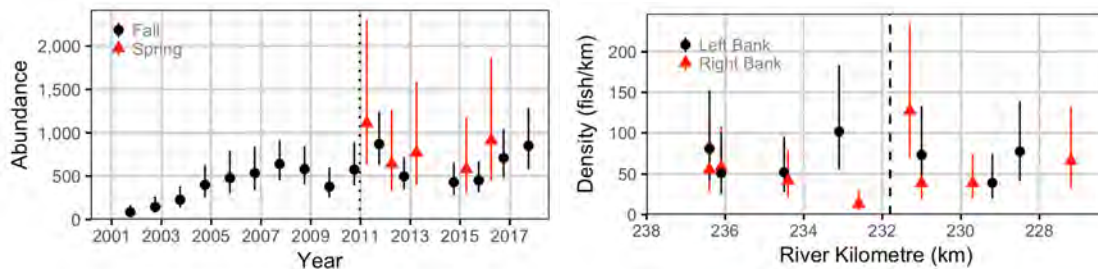 Fall
Spring
2,000
1,500
1,000
500
0
Abundance
2001 2003 2005 2007 2009 2011 2013 2015 2017
Year
Left Bank
Right Bank
200
150
100
50
0
Density (fish/km)
238 236 234 232 230 228
River Kilometre (km)